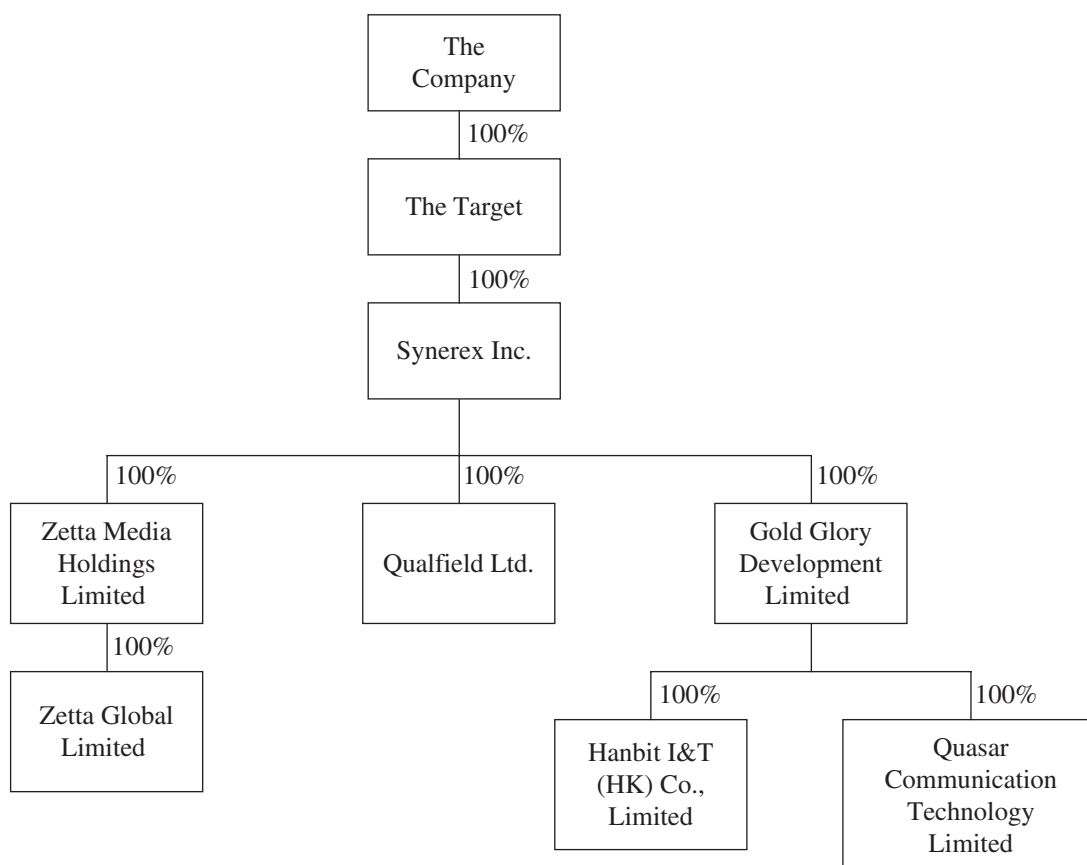 The
Company
100%
The Target
100%
Synerex Inc.
100%
100%
100%
Zetta Media
Holdings
Limited
Qualfield Ltd.
Gold Glory
Development
Limited
100%
Zetta Global
Limited
100%
100%
Hanbit I&T
(HK) Co.,
Limited
Quasar
Communication
Technology
Limited